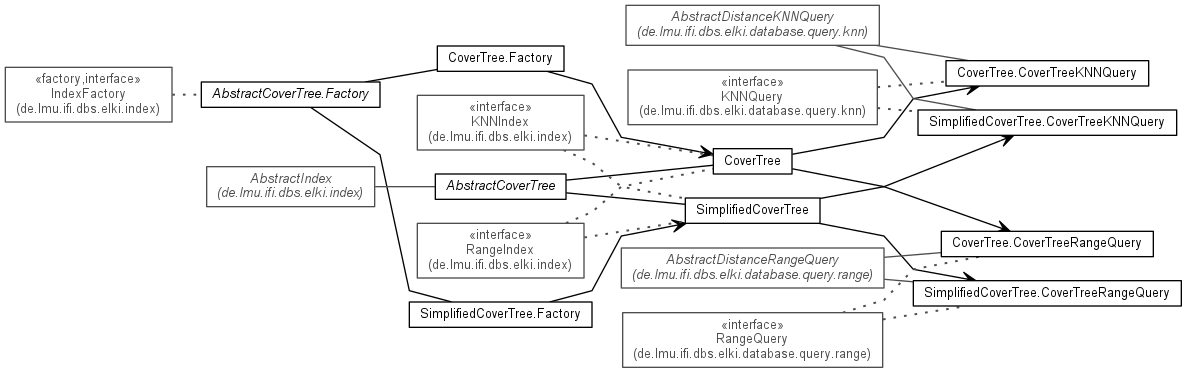 AbstractDistanceKNNQuery
(de.lmu.ifi.dbs.elki.database.query.knn)
CoverTree.Factory
«factory,interface»
IndexFactory
(de.lmu.ifi.dbs.elki.index)
AbstractCoverTree.Factory
«interface»
KNNIndex
(de.lmu.ifi.dbs.elki.index)
«interface»
KNNQuery
(de.lmu.ifi.dbs.elki.database.query.knn)
CoverTree.CoverTreeKNNQuery
SimplifiedCoverTree.CoverTreeKNNQuery
CoverTree
AbstractIndex
(de.lmu.ifi.dbs.elki.index)
AbstractCoverTree
SimplifiedCoverTree
«interface»
RangeIndex
(de.lmu.ifi.dbs.elki.index)
CoverTree.CoverTreeRangeQuery
AbstractDistanceRangeQuery
(de.lmu.ifi.dbs.elki.database.query.range)
SimplifiedCoverTree.CoverTreeRangeQuery
SimplifiedCoverTree.Factory
«interface»
RangeQuery
(de.lmu.ifi.dbs.elki.database.query.range)